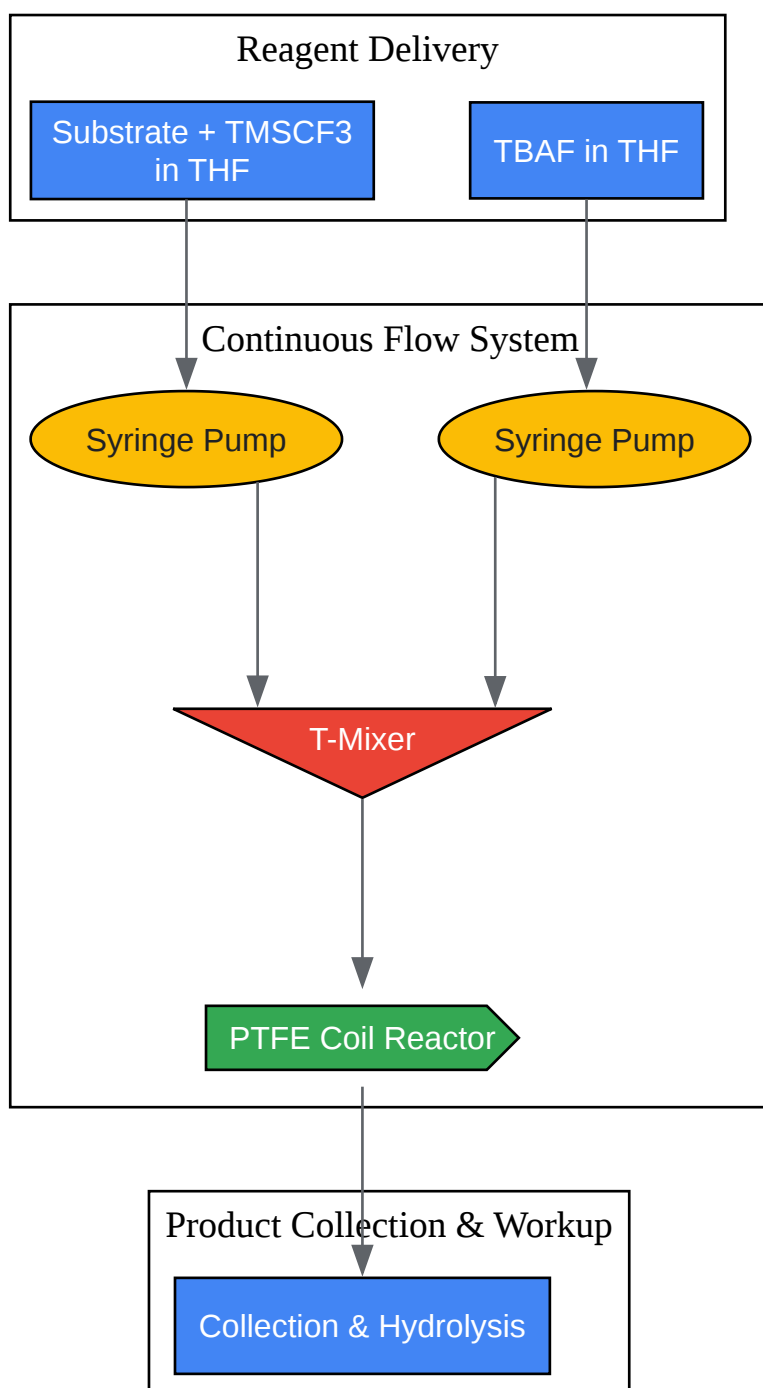 Reagent Delivery
Substrate + TMSCF3
in THF
TBAF in THF
Continuous Flow System
Syringe Pump
Syringe Pump
T-Mixer
PTFE Coil Reactor
Product Collection & Workup
Collection & Hydrolysis